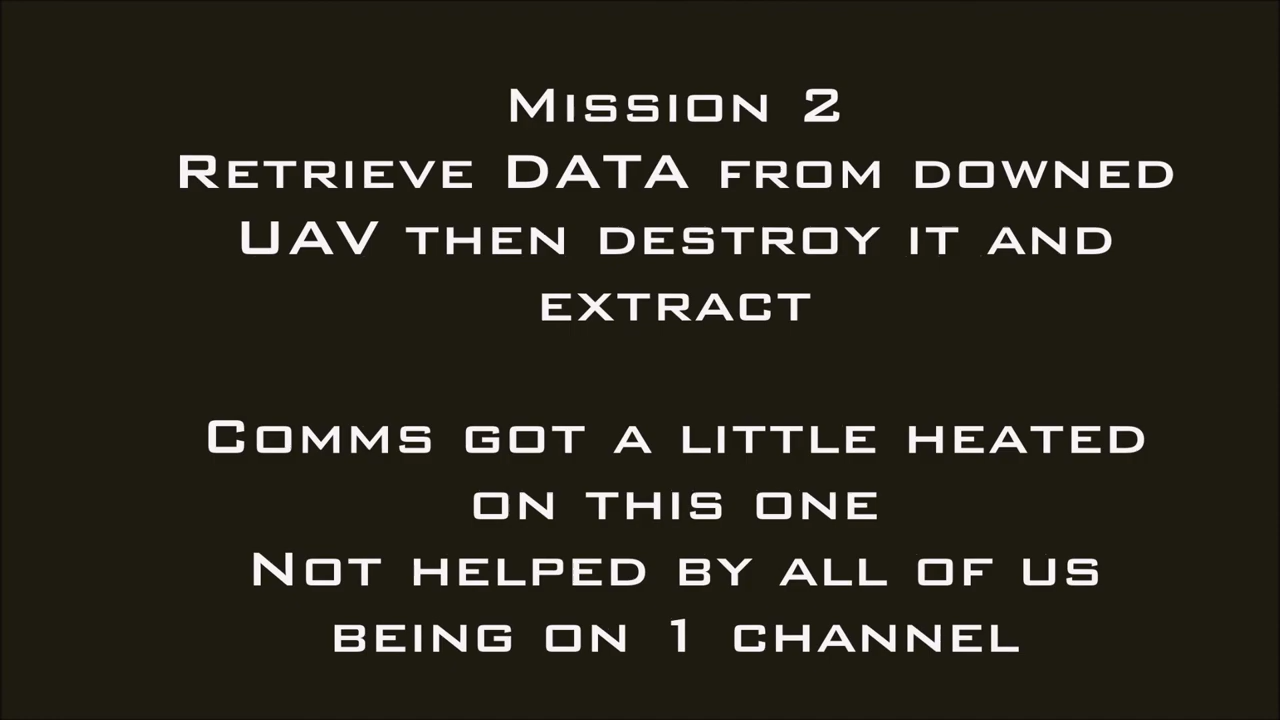 Mission 2
Retrieve DATA from downed
UAV then destroy it and
extract
Comms got a little heated
on this one
Not helped by all of us
being on 1 channel